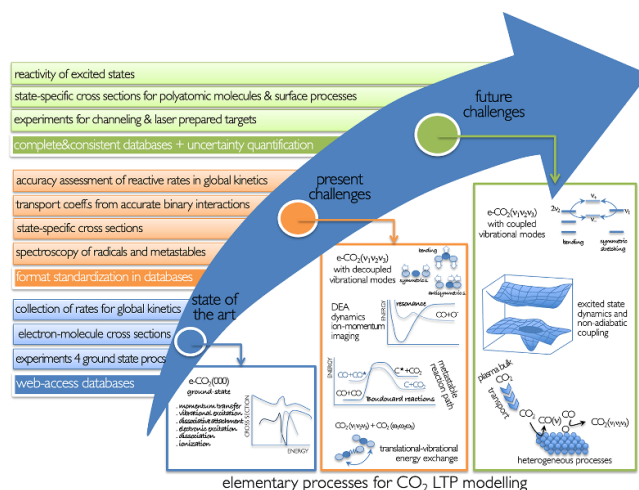 reactivity of excited states
state-specific cross sections for polyatomic molecules & surface processes
experiments for channeling & laser prepared targets
complete&consistent databases + uncertainty quantification
future
challenges
accuracy assessment of reactive rates in global kinetics
transport coeffs from accurate binary interactions
state-specific cross sections
spectroscopy of radicals and metastables
format standardization in databases
present
challenges
collection of rates for global kinetics
electron-molecule cross sections
experiments 4 ground state procs
web-access databases
state of
the art
e-CO₂(000)
ground state
momentum transfer
vibrational excitation
dissociative attachment
electronic excitation
dissociation
ionization
CROSS SECTION
ENERGY
e-CO₂(v₁v₂v₃)
with decoupled
vibrational modes
bending
symmetric s.
antisymmetric s.
DEA
dynamics
ion-momentum
imaging
ENERGY
resonance
CO+O⁻
ENERGY
CO+CO*
CO+CO
C*+CO₂
C+CO₂
Boudouard reactions
metastable
reaction path
translational-vibrational
energy exchange
e-CO₂(v₁v₂v₃)
with coupled
vibrational modes
2v₂
v₁
bending
symmetric
stretching
excited state
dynamics and
non-adiabatic
coupling
plasma bulk
CO₂
transport
CO₂
CO(v)
CO
CO₂(v₁v₂v₃)
heterogeneous processes
elementary processes for CO₂ LTP modelling